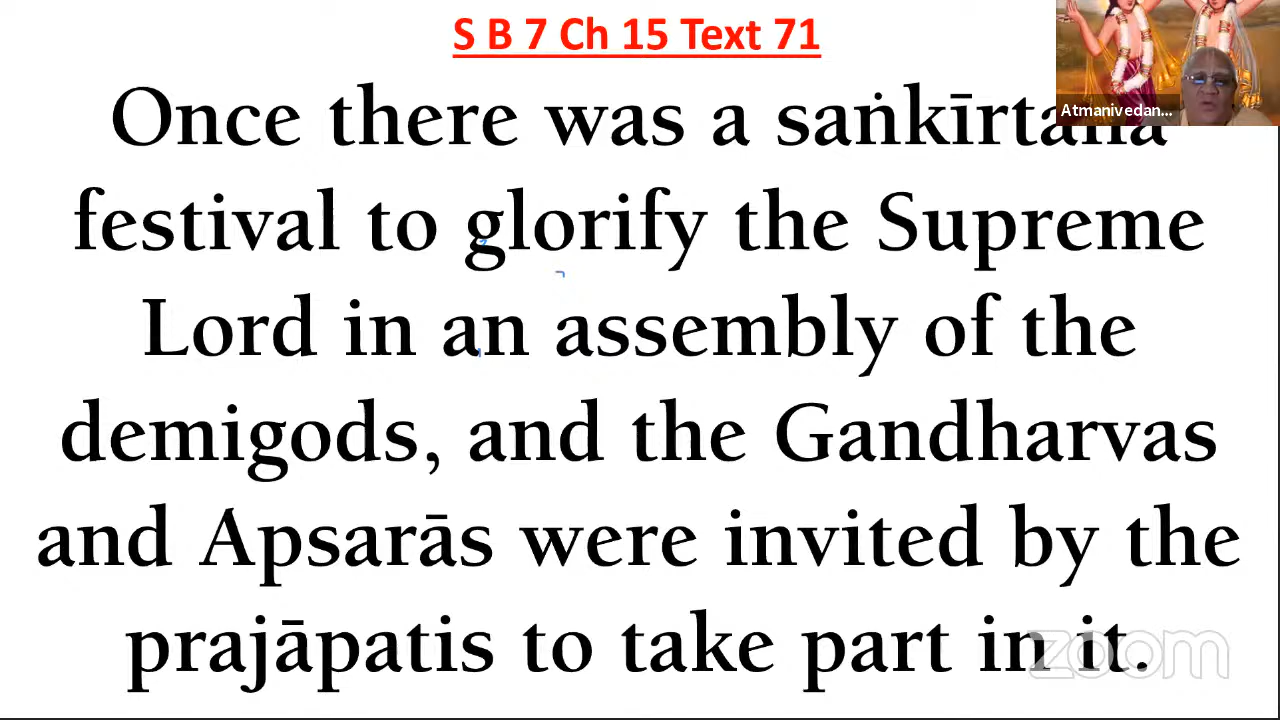 S B 7 Ch 15 Text 71
Atmanivedan...
Once there was a saṅkīrtana
festival to glorify the Supreme
Lord in an assembly of the
demigods, and the Gandharvas
and Apsarās were invited by the
prajāpatis to take part in it.
zoom